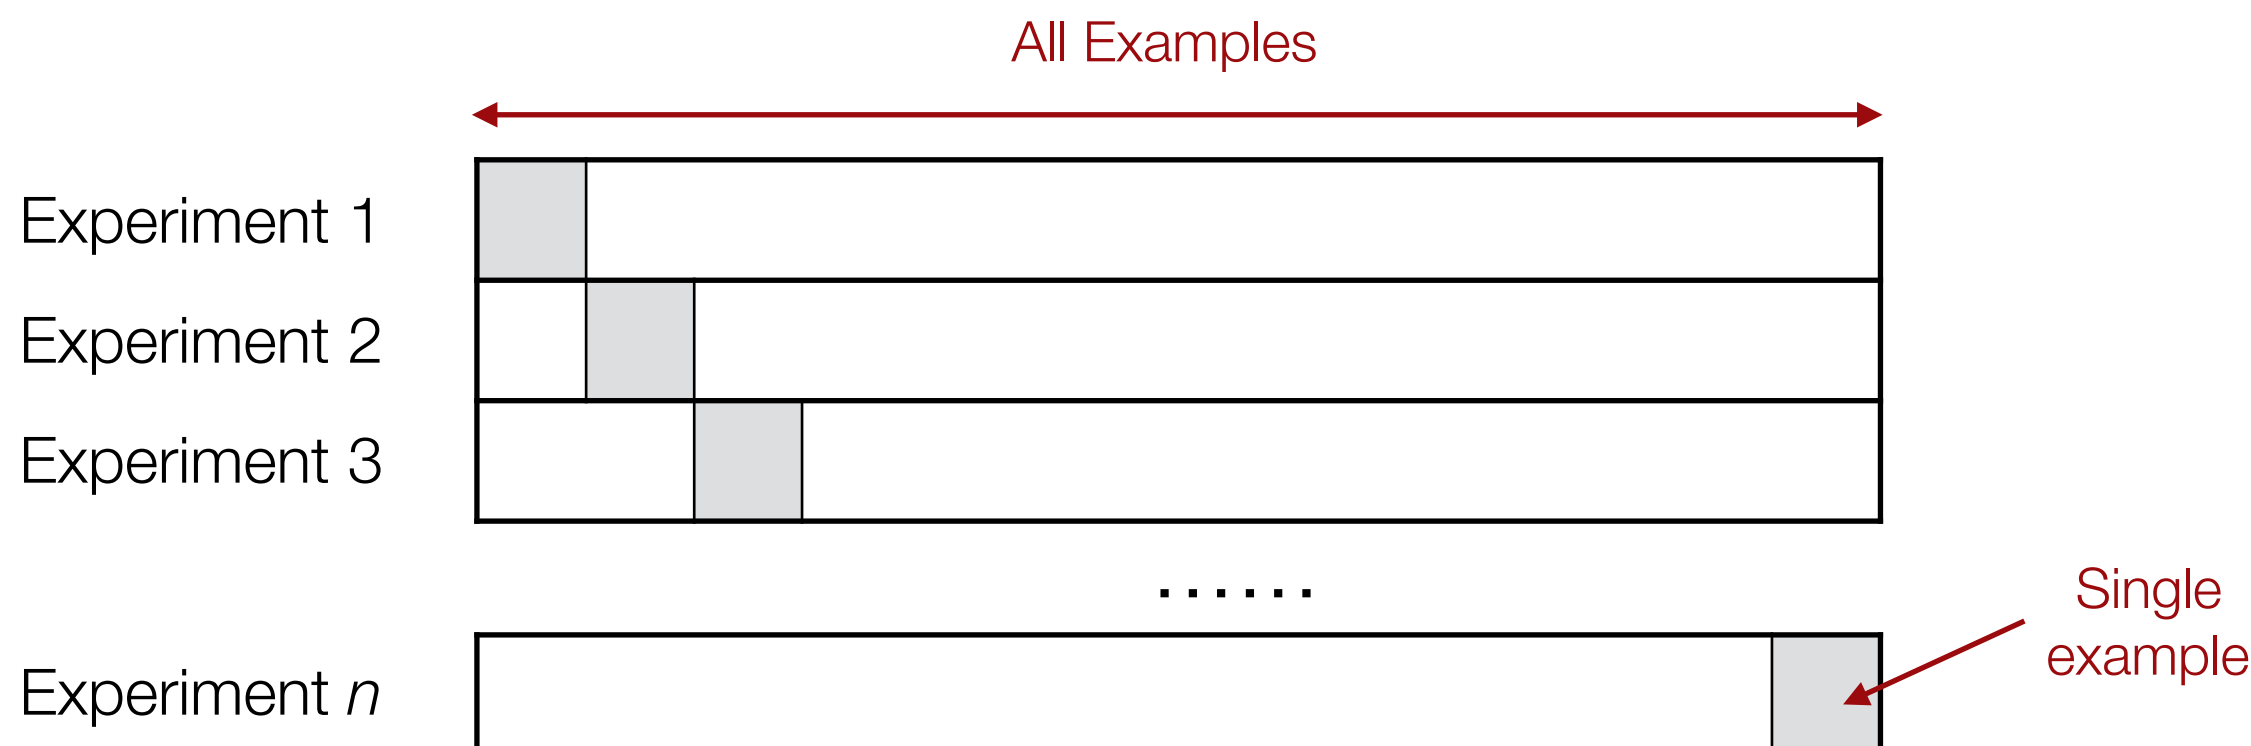 All Examples
Experiment 1
Experiment 2
Experiment 3
......
Experiment n
Single
example